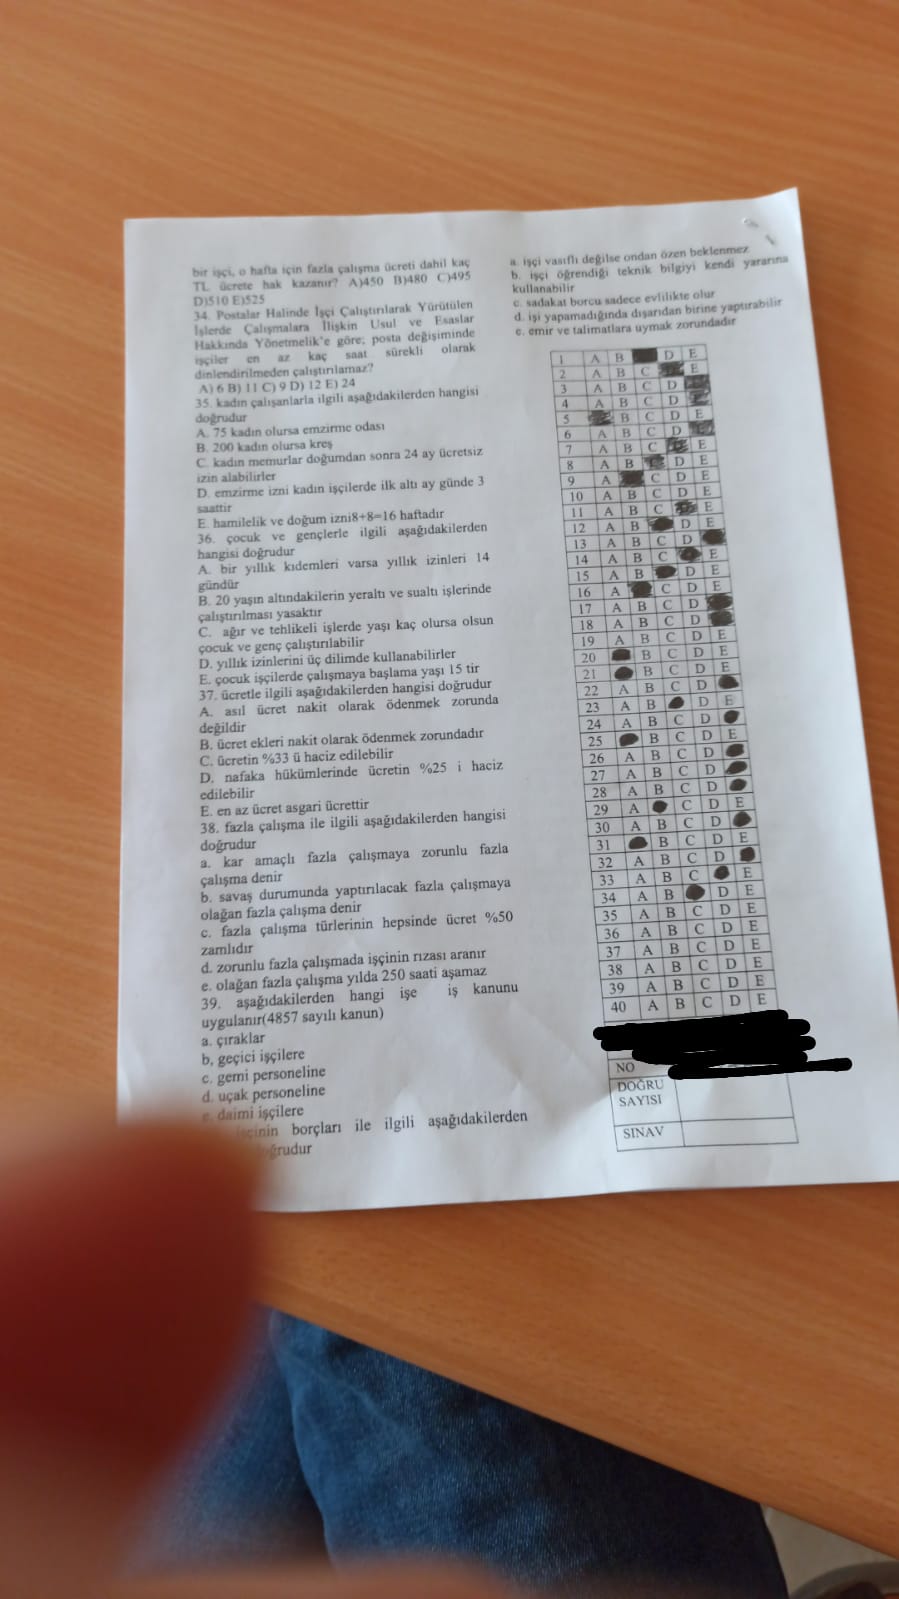 bir işçi, o hafta için fazla çalışma ücreti dahil kaç
TL ücrete hak kazanır? A)450 B)480 C)495
D)510 E)525
34. Postalar Halinde İşçi Çalıştırılarak Yürütülen
İşlerde Çalışmalara İlişkin Usul ve Esaslar
Hakkında Yönetmelik'e göre; posta değişiminde
işçiler en az kaç saat sürekli olarak
dinlendirilmeden çalıştırılamaz?
A) 6 B) 11 C) 9 D) 12 E) 24
35. kadın çalışanlarla ilgili aşağıdakilerden hangisi
doğrudur
A. 75 kadın olursa emzirme odası
B. 200 kadın olursa kreş
C. kadın memurlar doğumdan sonra 24 ay ücretsiz
izin alabilirler
D. emzirme izni kadın işçilerde ilk altı ay günde 3
saattir
E. hamilelik ve doğum izni8+8=16 haftadır
36. çocuk ve gençlerle ilgili aşağıdakilerden
hangisi doğrudur
A. bir yıllık kıdemleri varsa yıllık izinleri 14
gündür
B. 20 yaşın altındakilerin yeraltı ve sualtı işlerinde
çalıştırılması yasaktır
C. ağır ve tehlikeli işlerde yaşı kaç olursa olsun
çocuk ve genç çalıştırılabilir
D. yıllık izinlerini üç dilimde kullanabilirler
E. çocuk işçilerde çalışmaya başlama yaşı 15 tir
37. ücretle ilgili aşağıdakilerden hangisi doğrudur
A. asıl ücret nakit olarak ödenmek zorunda
değildir
B. ücret ekleri nakit olarak ödenmek zorundadır
C. ücretin %33 ü haciz edilebilir
D. nafaka hükümlerinde ücretin %25 i haciz
edilebilir
E. en az ücret asgari ücrettir
38. fazla çalışma ile ilgili aşağıdakilerden hangisi
doğrudur
a. kar amaçlı fazla çalışmaya zorunlu fazla
çalışma denir
b. savaş durumunda yaptırılacak fazla çalışmaya
olağan fazla çalışma denir
c. fazla çalışma türlerinin hepsinde ücret %50
zamlıdır
d. zorunlu fazla çalışmada işçinin rızası aranır
e. olağan fazla çalışma yılda 250 saati aşamaz
39. aşağıdakilerden hangi işe iş kanunu
uygulanır(4857 sayılı kanun)
a. çıraklar
b, geçici işçilere
c. gemi personeline
d. uçak personeline
e. daimi işçilere
borçları ile ilgili aşağıdakilerden
a. işçi vasıflı değilse ondan özen beklenmez
b. işçi öğrendiği teknik bilgiyi kendi yararına
kullanabilir
c. sadakat borcu sadece evlilikte olur
d. işi yapamadığında dışarıdan birine yaptırabilir
e. emir ve talimatlara uymak zorundadır
1 A B D E
2 A B C E
3 A B C D
4 A B C D
5 B C D E
6 A B C D
7 A B C E
8 A B D E
9 A C D E
10 A B C D E
11 A B C E
12 A B D E
13 A B C D
14 A B C E
15 A B D E
16 A C D E
17 A B C D
18 A B C D
19 A B C D E
20 B C D E
21 B C D E
22 A B C D
23 A B D E
24 A B C D
25 B C D E
26 A B C D
27 A B C D
28 A B C D
29 A C D E
30 A B C D
31 B C D E
32 A B C D
33 A B C E
34 A B D E
35 A B C D E
36 A B C D E
37 A B C D E
38 A B C D E
39 A B C D E
40 A B C D E
NO
DOĞRU
SAYISI
SINAV